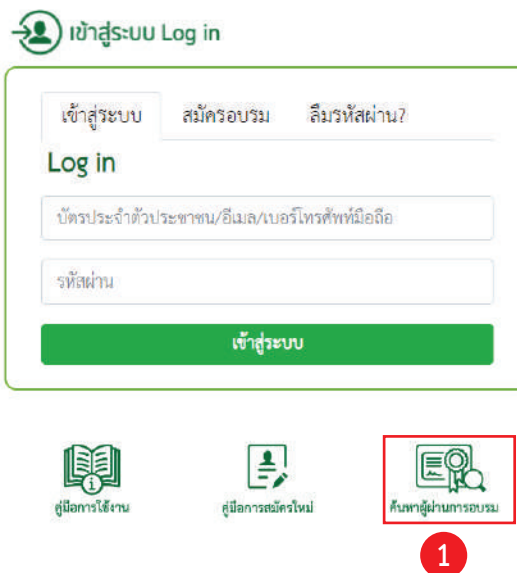 เข้าสู่ระบบ Log in
เข้าสู่ระบบ สมัครอบรม ลืมรหัสผ่าน?
Log in
บัตรประจำตัวประชาชน/อีเมล/เบอร์โทรศัพท์มือถือ
รหัสผ่าน
เข้าสู่ระบบ
คู่มือการใช้งาน คู่มือการสมัครใหม่ ค้นหาผู้ผ่านการอบรม
1